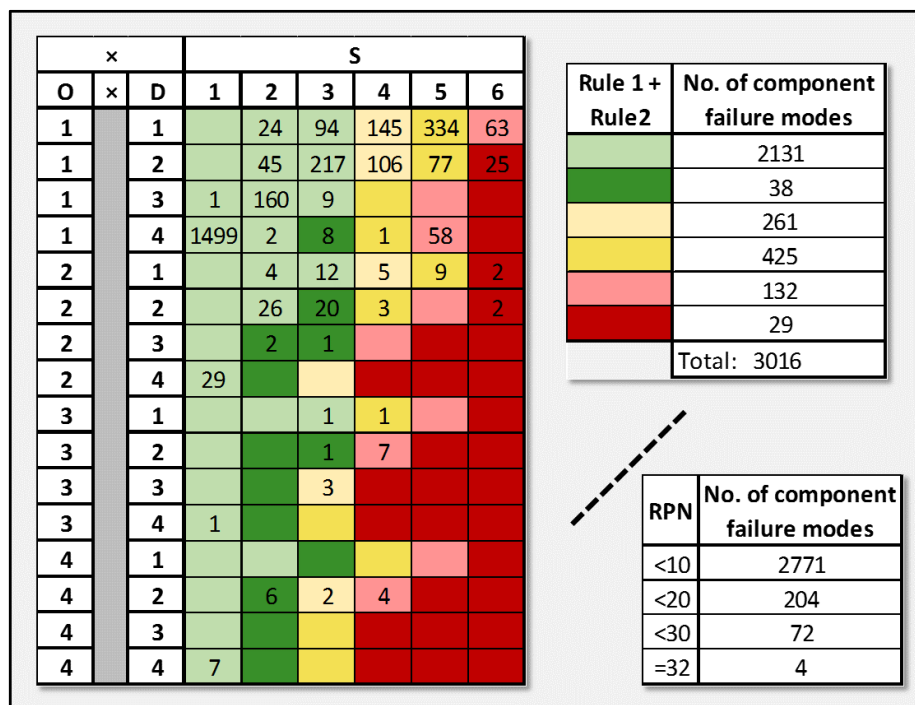 × S
O × D 1 2 3 4 5 6
1 1 24 94 145 334 63
1 2 45 217 106 77 25
1 3 1 160 9
1 4 1499 2 8 1 58
2 1 4 12 5 9 2
2 2 26 20 3 2
2 3 2 1
2 4 29
3 1 1 1
3 2 1 7
3 3 3
3 4 1
4 1
4 2 6 2 4
4 3
4 4 7
Rule 1 + No. of component
Rule2 failure modes
2131
38
261
425
132
29
Total: 3016
RPN No. of component
failure modes
<10 2771
<20 204
<30 72
=32 4